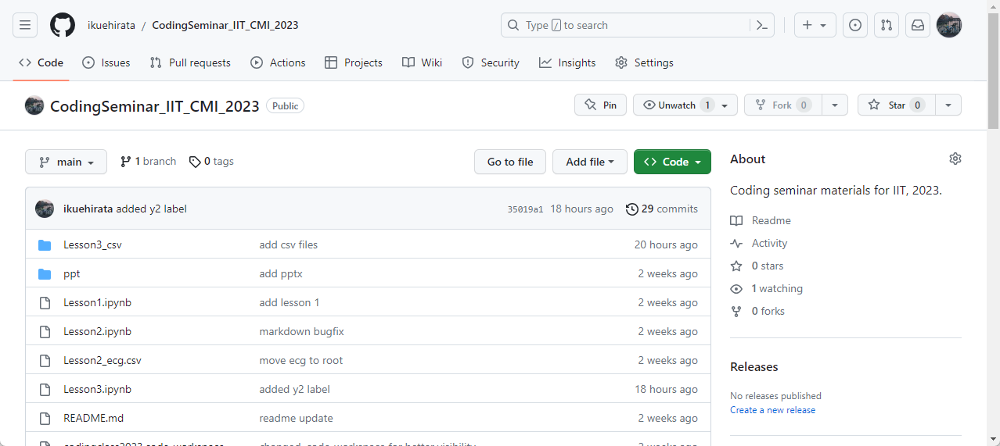 ikuehirata / CodingSeminar_IIT_CMI_2023
Type / to search
Code Issues Pull requests Actions Projects Wiki Security Insights Settings
CodingSeminar_IIT_CMI_2023 Public
Pin Unwatch 1 Fork 0 Star 0
main 1 branch 0 tags Go to file Add file Code
ikuehirata added y2 label 35019a1 18 hours ago 29 commits
Lesson3_csv add csv files 20 hours ago
ppt add pptx 2 weeks ago
Lesson1.ipynb add lesson 1 2 weeks ago
Lesson2.ipynb markdown bugfix 2 weeks ago
Lesson2_ecg.csv move ecg to root 2 weeks ago
Lesson3.ipynb added y2 label 18 hours ago
README.md readme update 2 weeks ago
About
Coding seminar materials for IIT, 2023.
Readme
Activity
0 stars
1 watching
0 forks
Releases
No releases published
Create a new release